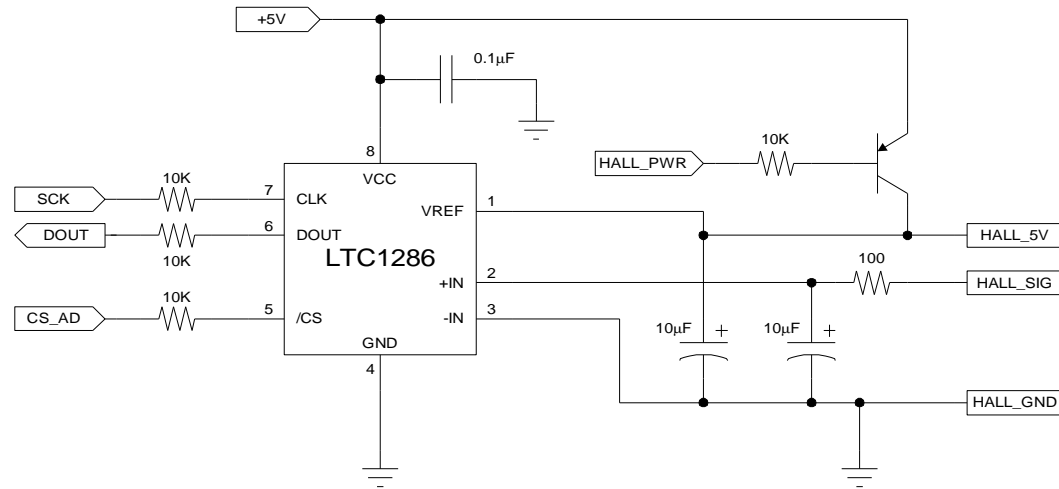 +5V
0.1µF
8
10K
HALL_PWR
VCC
10K
SCK
7
CLK
1
VREF
6
DOUT
DOUT
HALL_5V
LTC1286
10K
2
100
+IN
HALL_SIG
10K
3
CS_AD
5
/CS
-IN
10µF
+
10µF
+
GND
4
HALL_GND